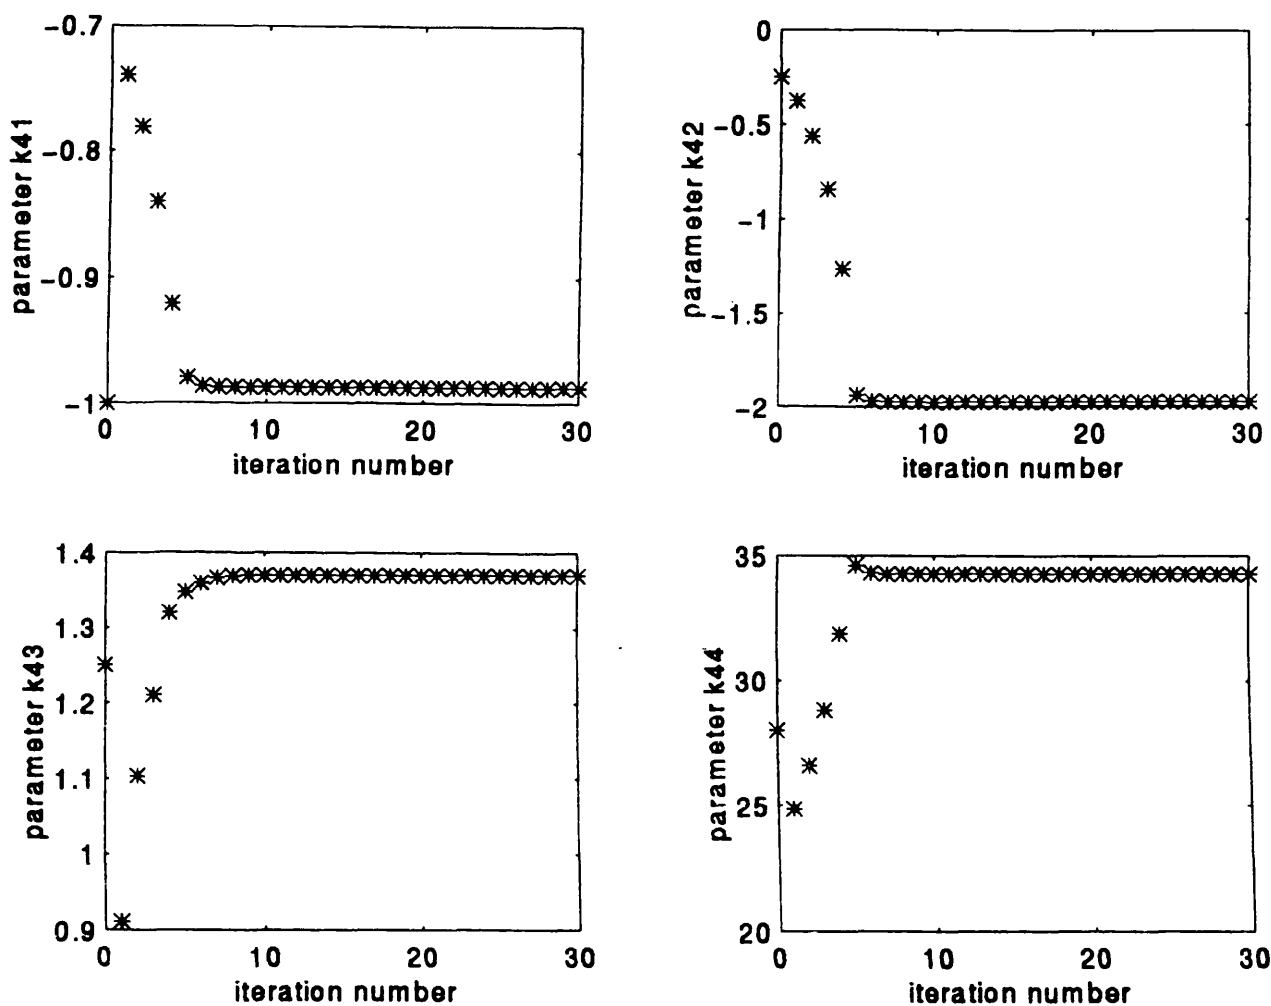 -0.7
-0.8
-0.9
-1
parameter k41
0 10 20 30
iteration number
0
-0.5
-1
-1.5
-2
parameter k42
0 10 20 30
iteration number
1.4
1.3
1.2
1.1
1
0.9
parameter k43
0 10 20 30
iteration number
35
30
25
20
parameter k44
0 10 20 30
iteration number